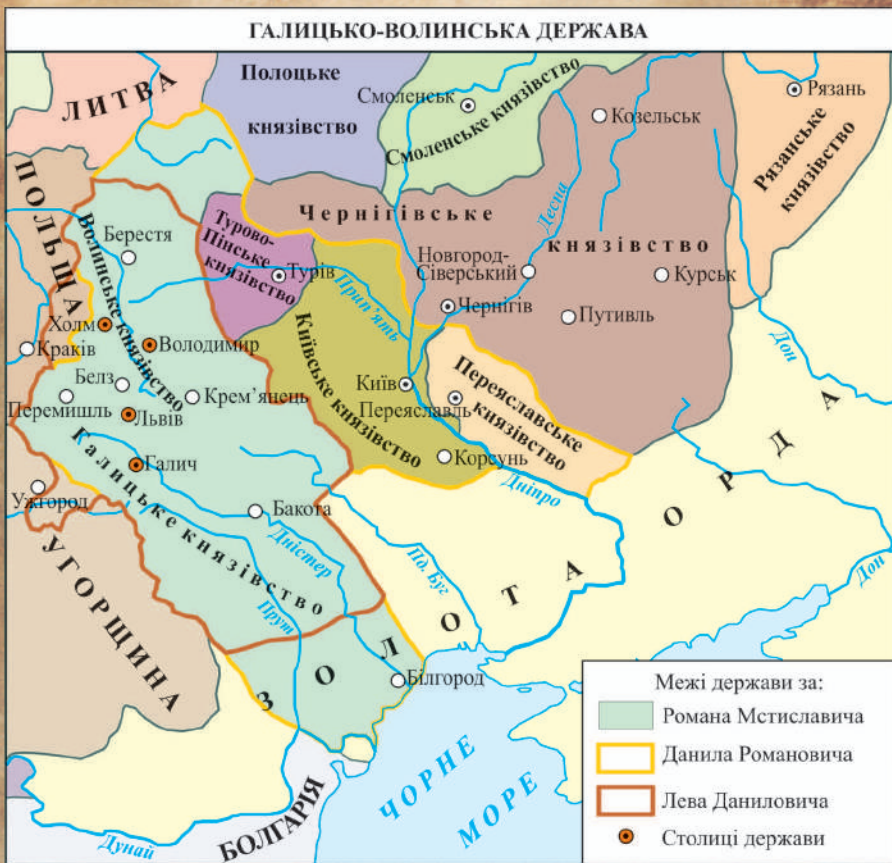 ГАЛИЦЬКО-ВОЛИНСЬКА ДЕРЖАВА
ЛИТВА
Полоцьке
князівство
Смоленськ
Смоленське князівство
Козельськ
Рязань
Рязанське
князівство
ПОЛЬЩА
Волинське князівство
Берестя
Турово-
Пінське
князівство
Турів
Чернігівське
князівство
Десна
Новгород-
Сіверський
Курськ
Чернігів
Путивль
Прип’ять
Дон
Холм
Володимир
Краків
Белз
Крем’янець
Перемишль
Львів
Київське князівство
Київ
Переяславль
Переяславське
князівство
Корсунь
Дніпро
Галич
Галицьке князівство
Ужгород
Бакота
Дністер
Прут
Пд. Буг
УГОРЩИНА
ЗОЛОТА ОРДА
Дон
Білгород
ЧОРНЕ
МОРЕ
БОЛГАРІЯ
Дунай
Межі держави за:
Романа Мстиславича
Данила Романовича
Лева Даниловича
Столиці держави